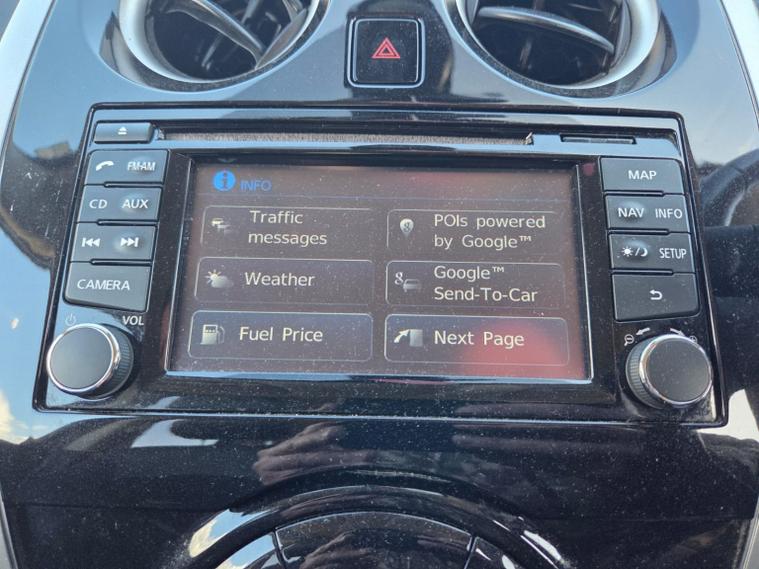 FM·AM
CD AUX
CAMERA
VOL
INFO
Traffic
messages
POIs powered
by Google™
Weather
Google™
Send-To-Car
Fuel Price
Next Page
MAP
NAV INFO
SETUP